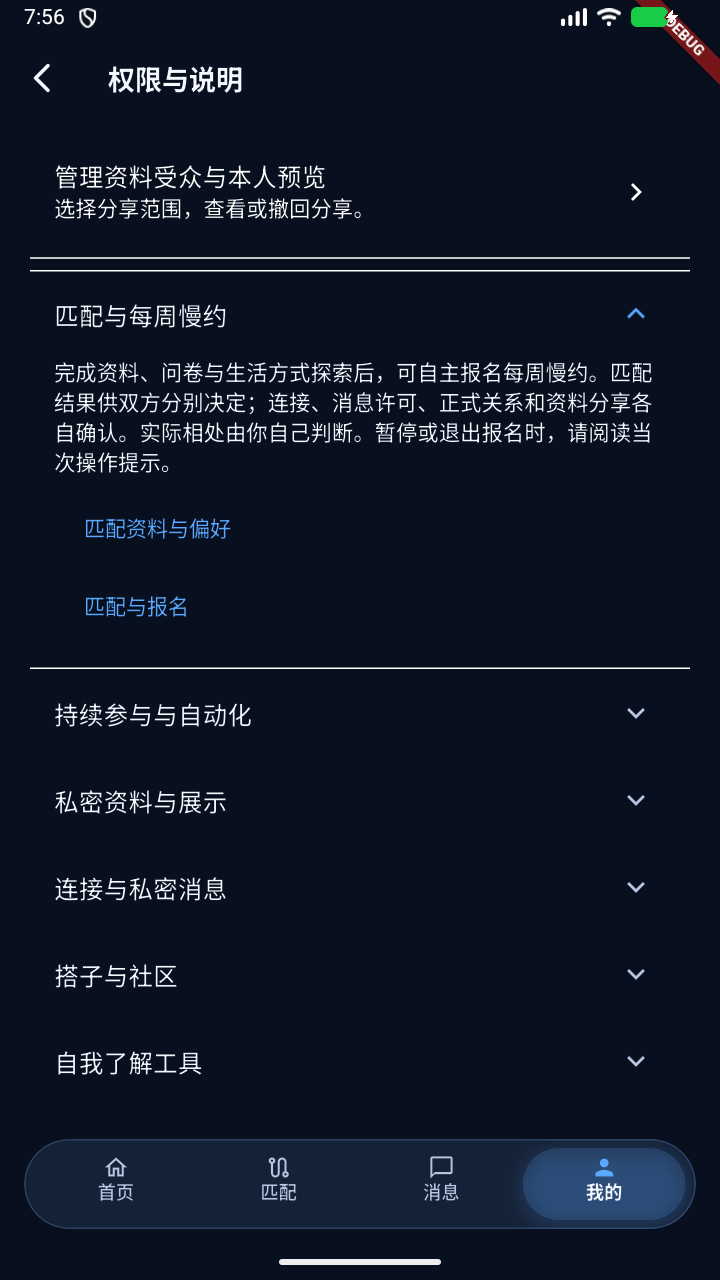 7:56
DEBUG
权限与说明
管理资料受众与本人预览
选择分享范围，查看或撤回分享。
匹配与每周慢约
完成资料、问卷与生活方式探索后，可自主报名每周慢约。匹配
结果供双方分别决定；连接、消息许可、正式关系和资料分享各
自确认。实际相处由你自己判断。暂停或退出报名时，请阅读当
次操作提示。
匹配资料与偏好
匹配与报名
持续参与与自动化
私密资料与展示
连接与私密消息
搭子与社区
自我了解工具
首页
匹配
消息
我的